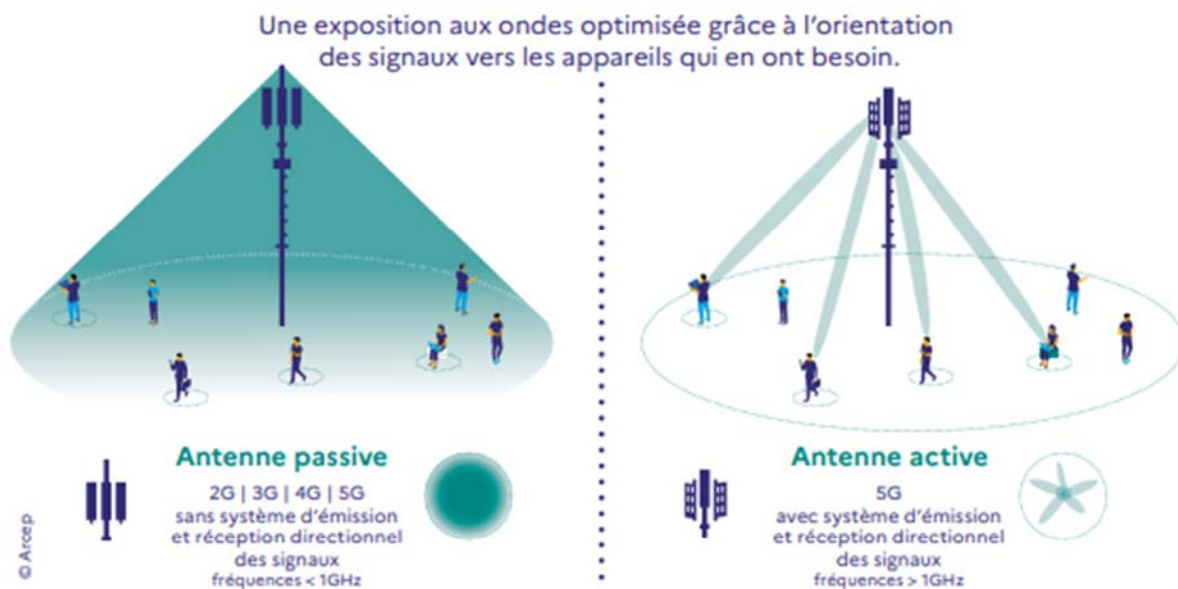 Une exposition aux ondes optimisée grâce à l'orientation
des signaux vers les appareils qui en ont besoin.
Antenne passive
2G | 3G | 4G | 5G
sans système d'émission
et réception directionnel
des signaux
fréquences < 1GHz
Antenne active
5G
avec système d'émission
et réception directionnel
des signaux
fréquences > 1GHz
© Arcep